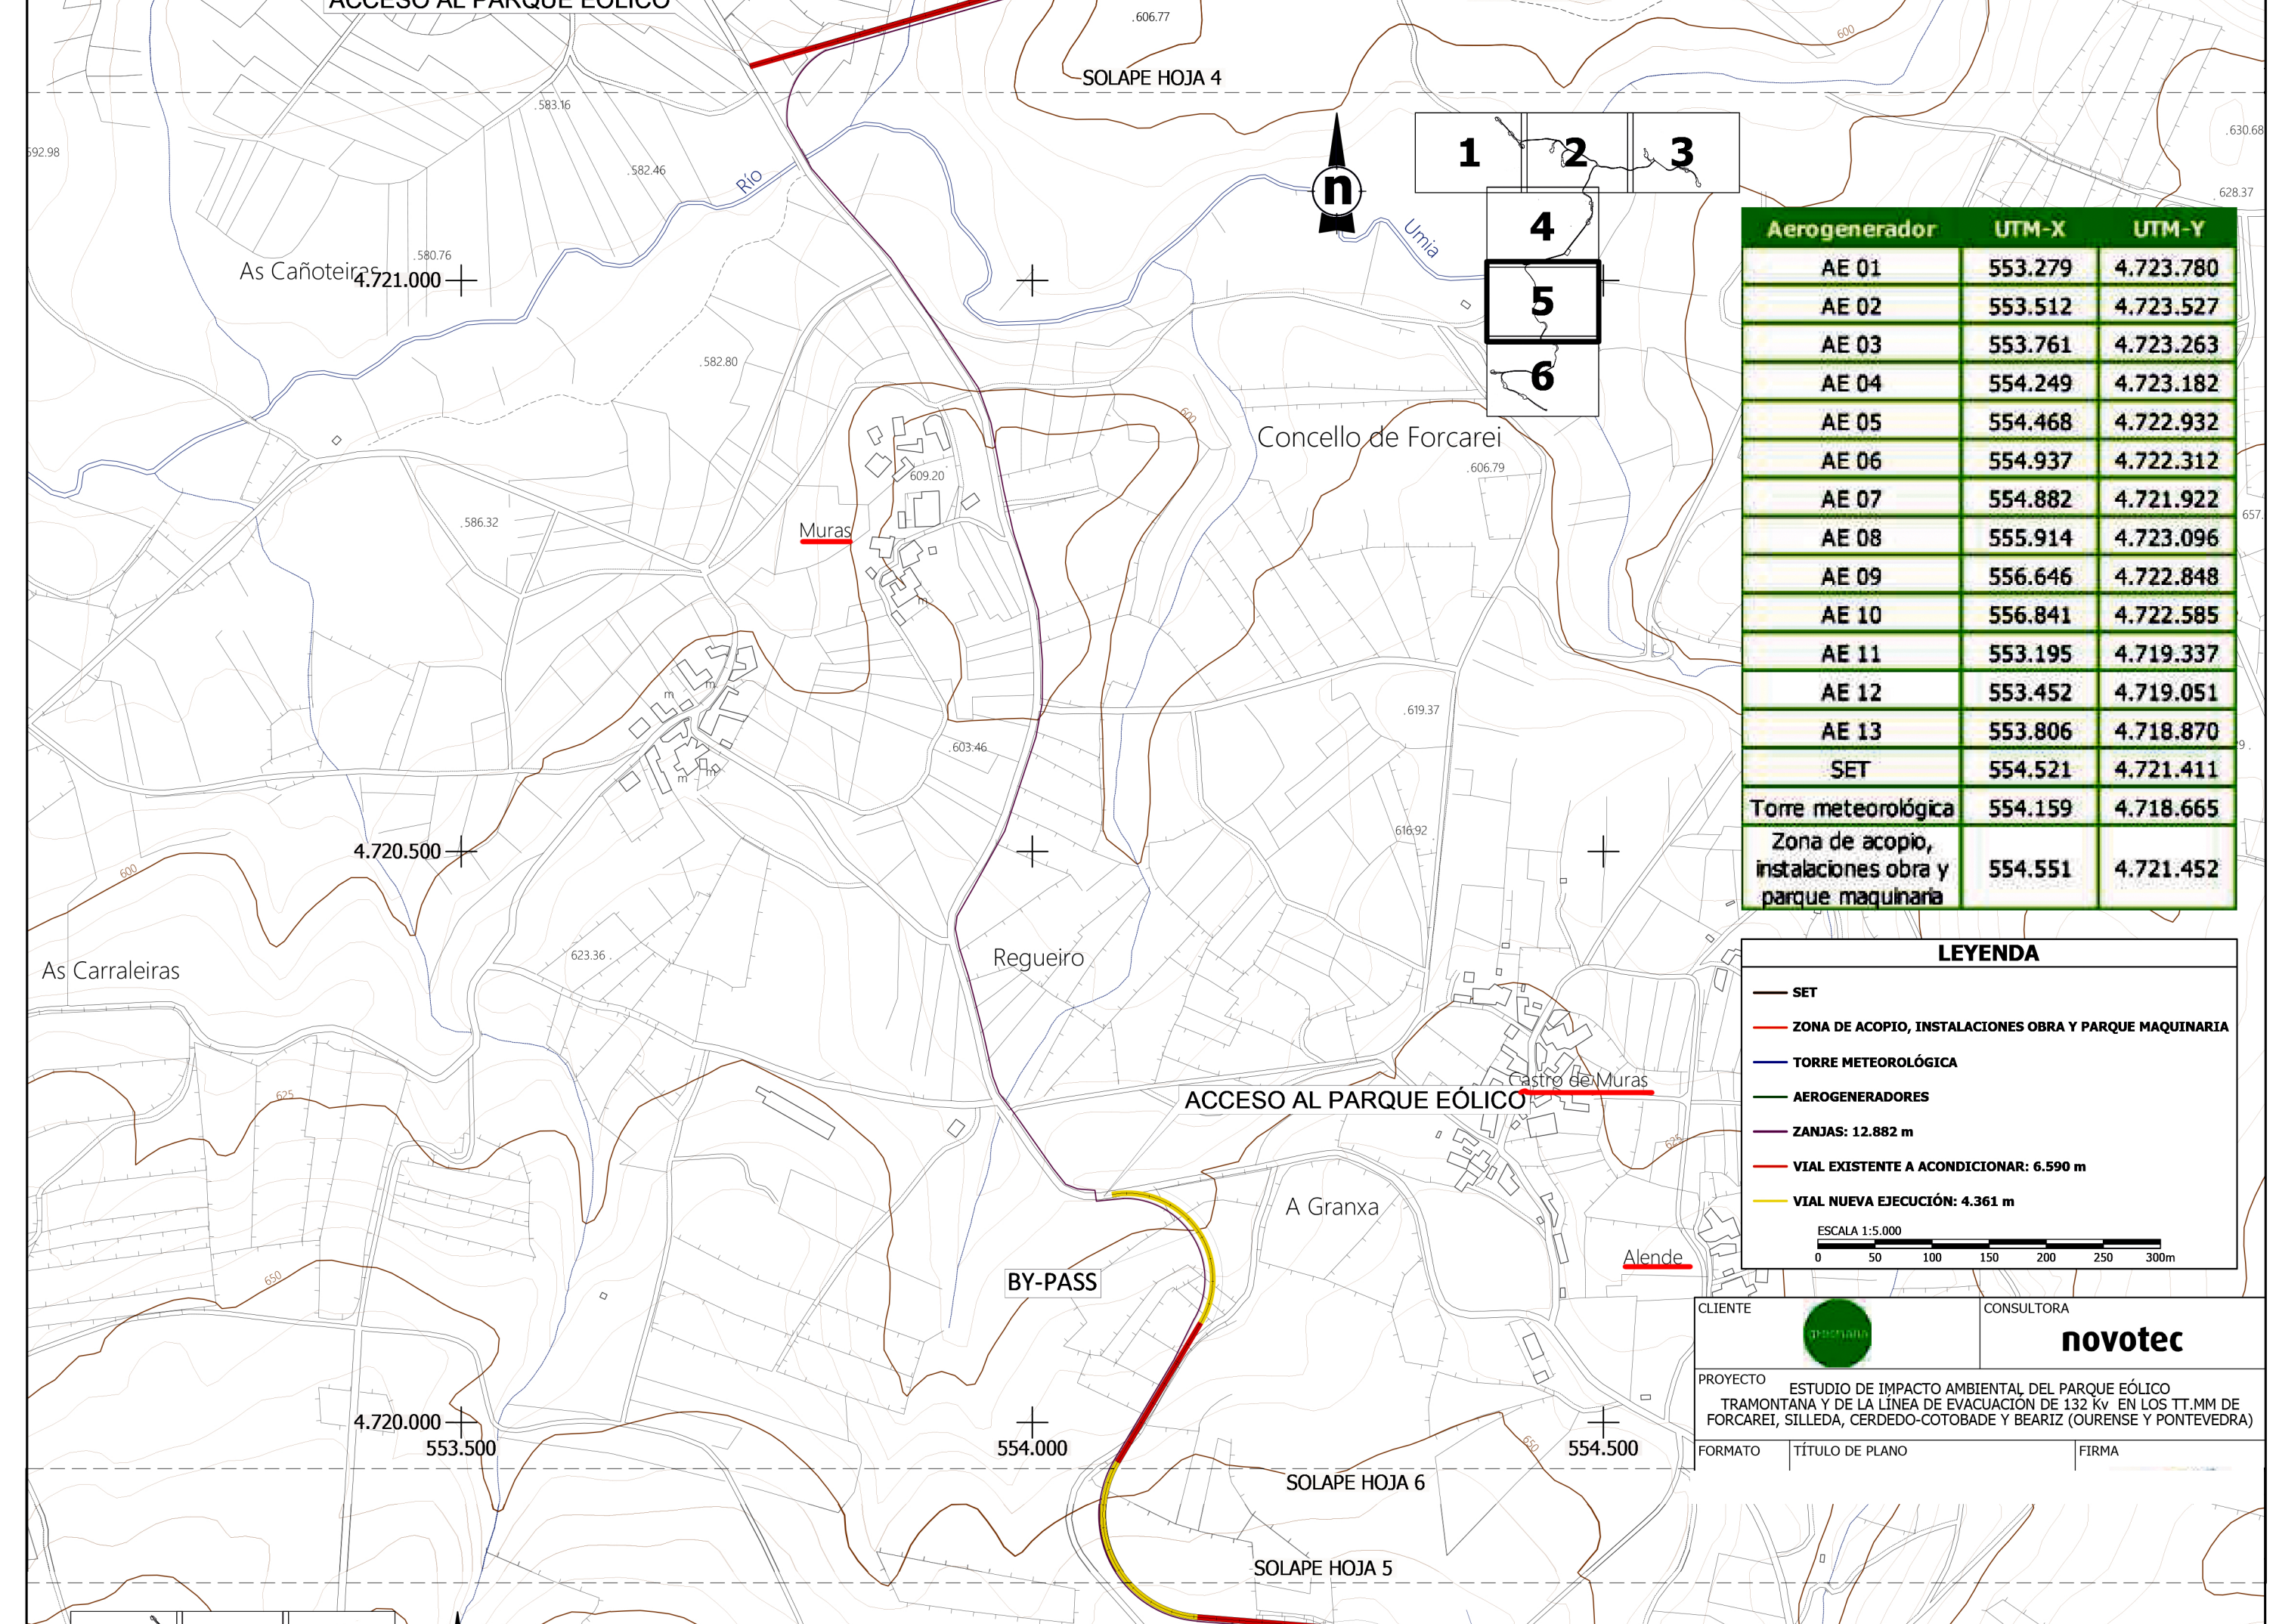 ACCESO AL PARQUE EÓLICO
.606.77
600
SOLAPE HOJA 4
.583.16
592.98
.582.46
Río
.630.68
628.37
1
2
3
4
5
6
n
Umia
As Cañoteiras
.580.76
4.721.000
.582.80
600
Concello de Forcarei
.606.79
609.20
.586.32
Muras
657.
m
m
m
m
m
.619.37
.603.46
9
616.92
4.720.500
600
623.36
Regueiro
As Carraleiras
625
Castro de Muras
ACCESO AL PARQUE EÓLICO
625
A Granxa
Alende
650
BY-PASS
4.720.000
553.500
554.000
554.500
650
SOLAPE HOJA 6
SOLAPE HOJA 5
Aerogenerador UTM-X UTM-Y
AE 01 553.279 4.723.780
AE 02 553.512 4.723.527
AE 03 553.761 4.723.263
AE 04 554.249 4.723.182
AE 05 554.468 4.722.932
AE 06 554.937 4.722.312
AE 07 554.882 4.721.922
AE 08 555.914 4.723.096
AE 09 556.646 4.722.848
AE 10 556.841 4.722.585
AE 11 553.195 4.719.337
AE 12 553.452 4.719.051
AE 13 553.806 4.718.870
SET 554.521 4.721.411
Torre meteorológica 554.159 4.718.665
Zona de acopio,
instalaciones obra y 554.551 4.721.452
parque maquinaria
LEYENDA
SET
ZONA DE ACOPIO, INSTALACIONES OBRA Y PARQUE MAQUINARIA
TORRE METEOROLÓGICA
AEROGENERADORES
ZANJAS: 12.882 m
VIAL EXISTENTE A ACONDICIONAR: 6.590 m
VIAL NUEVA EJECUCIÓN: 4.361 m
ESCALA 1:5.000
0 50 100 150 200 250 300m
CLIENTE
CONSULTORA
novotec
PROYECTO
ESTUDIO DE IMPACTO AMBIENTAL DEL PARQUE EÓLICO
TRAMONTANA Y DE LA LÍNEA DE EVACUACIÓN DE 132 Kv EN LOS TT.MM DE
FORCAREI, SILLEDA, CERDEDO-COTOBADE Y BEARIZ (OURENSE Y PONTEVEDRA)
FORMATO TÍTULO DE PLANO FIRMA